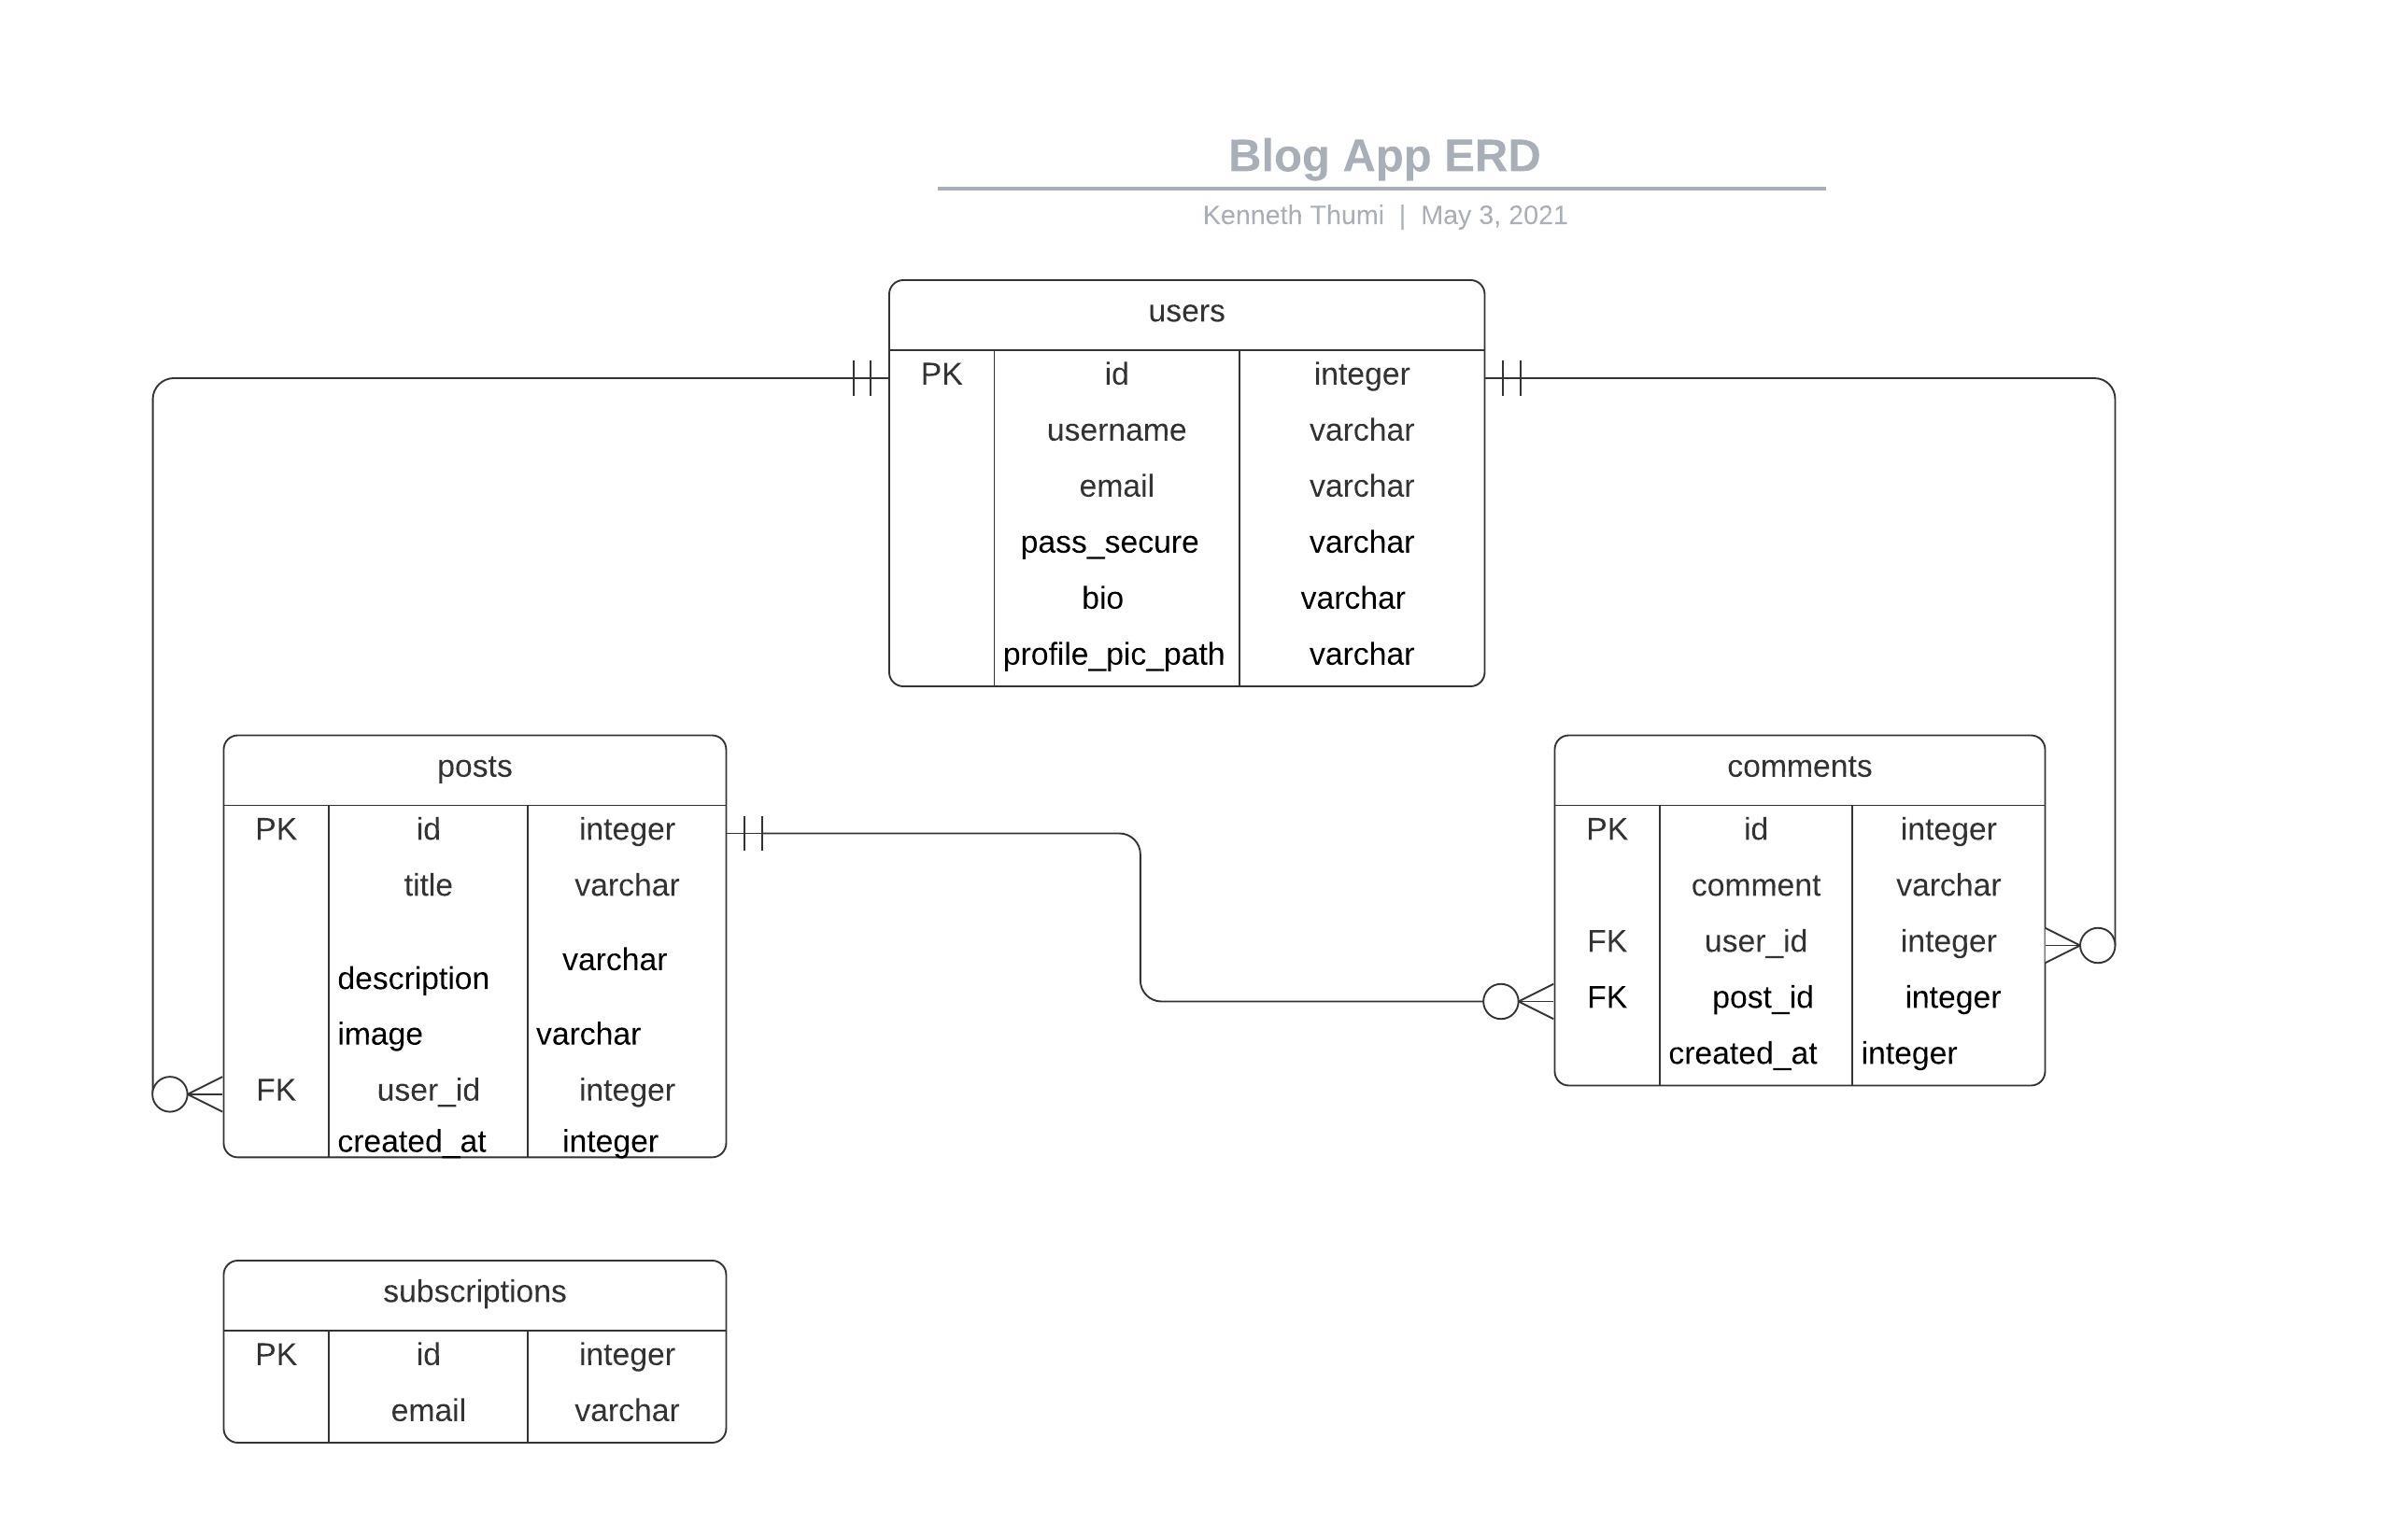 Blog App ERD
Kenneth Thumi | May 3, 2021
users
PK id integer
username varchar
email varchar
pass_secure varchar
bio varchar
profile_pic_path varchar
posts
PK id integer
title varchar
description varchar
image varchar
FK user_id integer
created_at integer
comments
PK id integer
comment varchar
FK user_id integer
FK post_id integer
created_at integer
subscriptions
PK id integer
email varchar